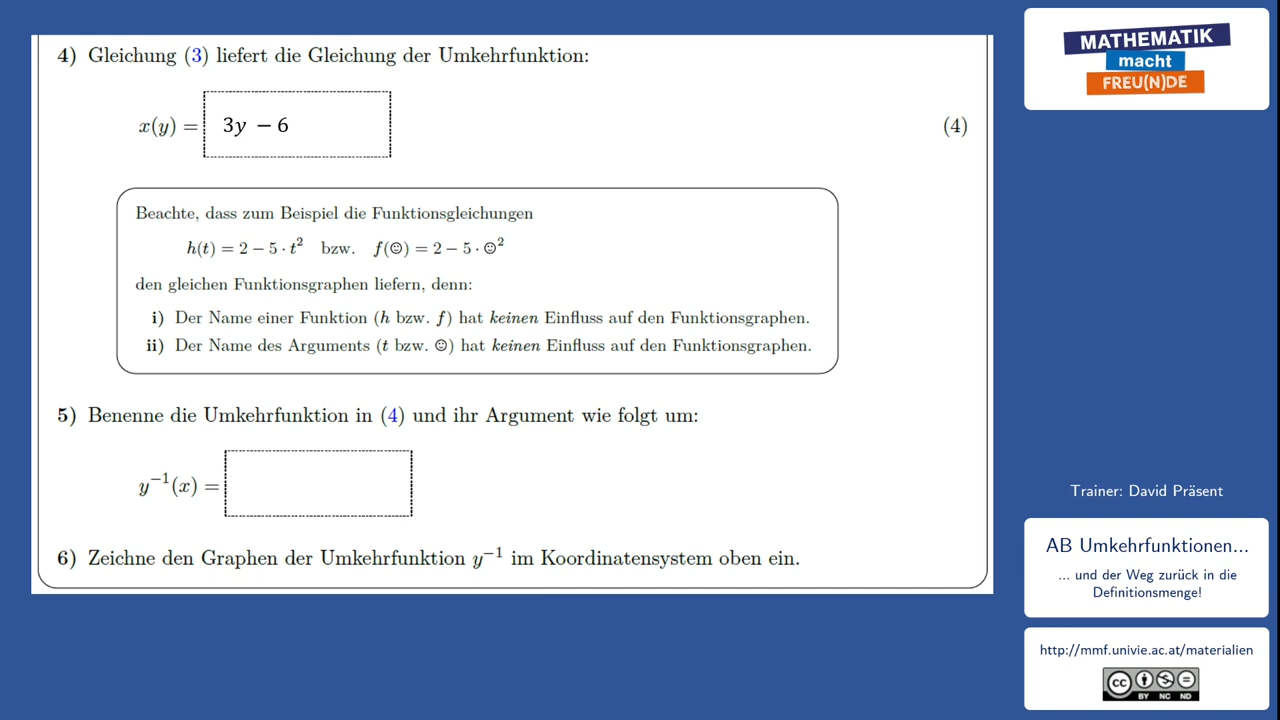 4) Gleichung (3) liefert die Gleichung der Umkehrfunktion:
x(y) = 3y − 6 (4)
Beachte, dass zum Beispiel die Funktionsgleichungen
h(t) = 2 − 5 · t² bzw. f(☺) = 2 − 5 · ☺²
den gleichen Funktionsgraphen liefern, denn:
i) Der Name einer Funktion (h bzw. f) hat keinen Einfluss auf den Funktionsgraphen.
ii) Der Name des Arguments (t bzw. ☺) hat keinen Einfluss auf den Funktionsgraphen.
5) Benenne die Umkehrfunktion in (4) und ihr Argument wie folgt um:
y⁻¹(x) =
6) Zeichne den Graphen der Umkehrfunktion y⁻¹ im Koordinatensystem oben ein.
MATHEMATIK
macht
FREU(N)DE
Trainer: David Präsent
AB Umkehrfunktionen...
... und der Weg zurück in die
Definitionsmenge!
http://mmf.univie.ac.at/materialien
cc
BY NC ND